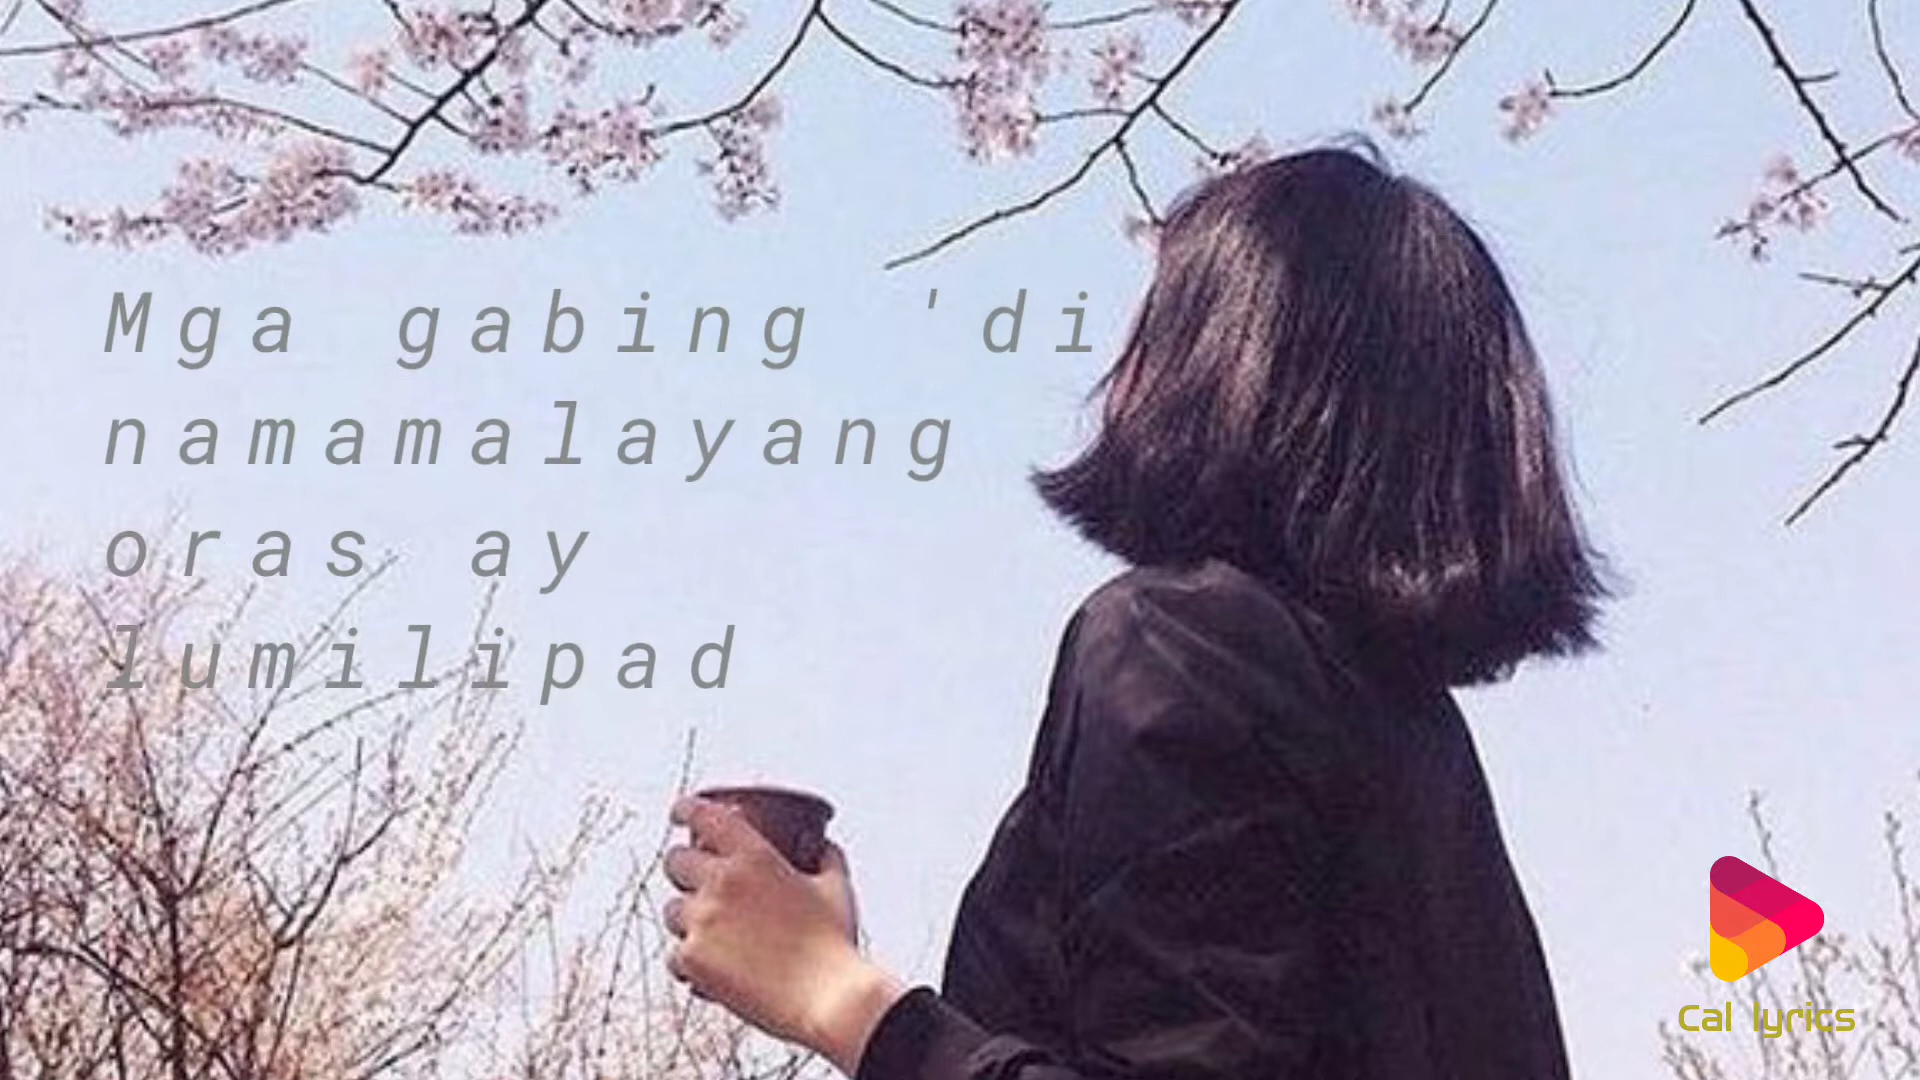 Mga gabing 'di
namamalayang
oras ay
lumilipad
Cal lyrics